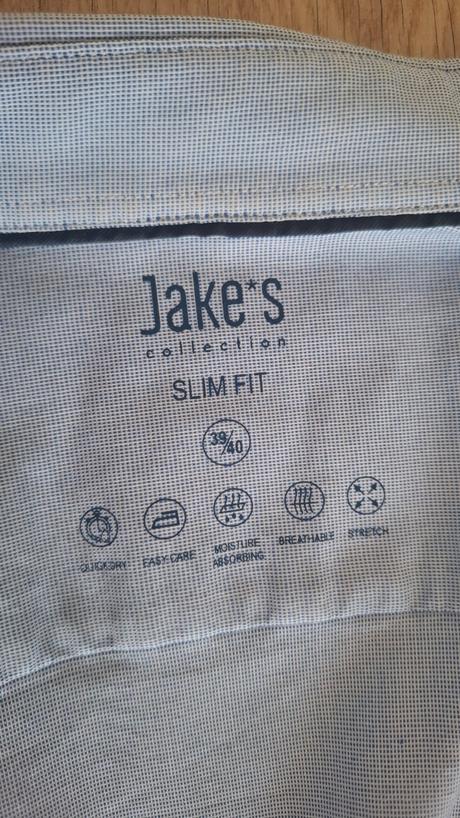 Jake*s
collection
SLIM FIT
39/40
QUICKDRY
EASY CARE
MOISTURE
ABSORBING
BREATHABLE
STRETCH